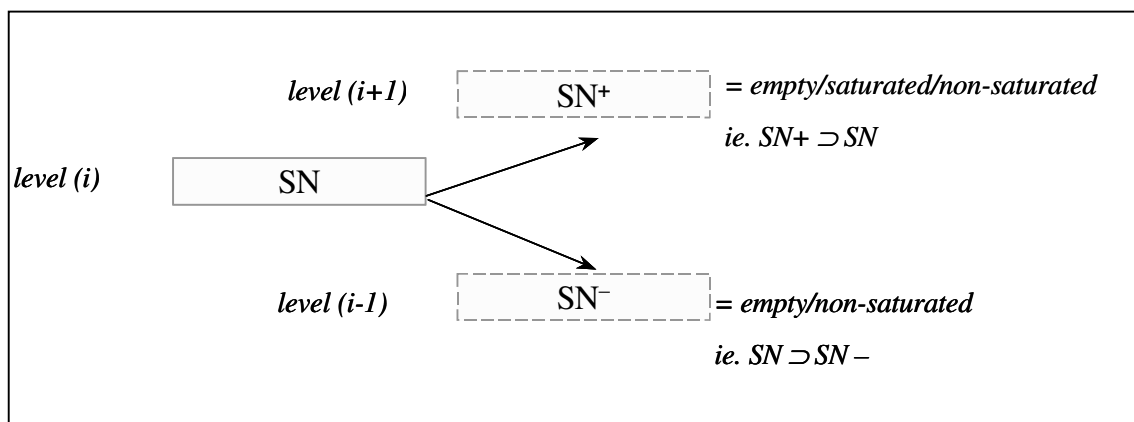 level (i+1)
SN⁺
= empty/saturated/non-saturated
ie. SN+ ⊃ SN
level (i)
SN
level (i-1)
SN⁻
= empty/non-saturated
ie. SN ⊃ SN –